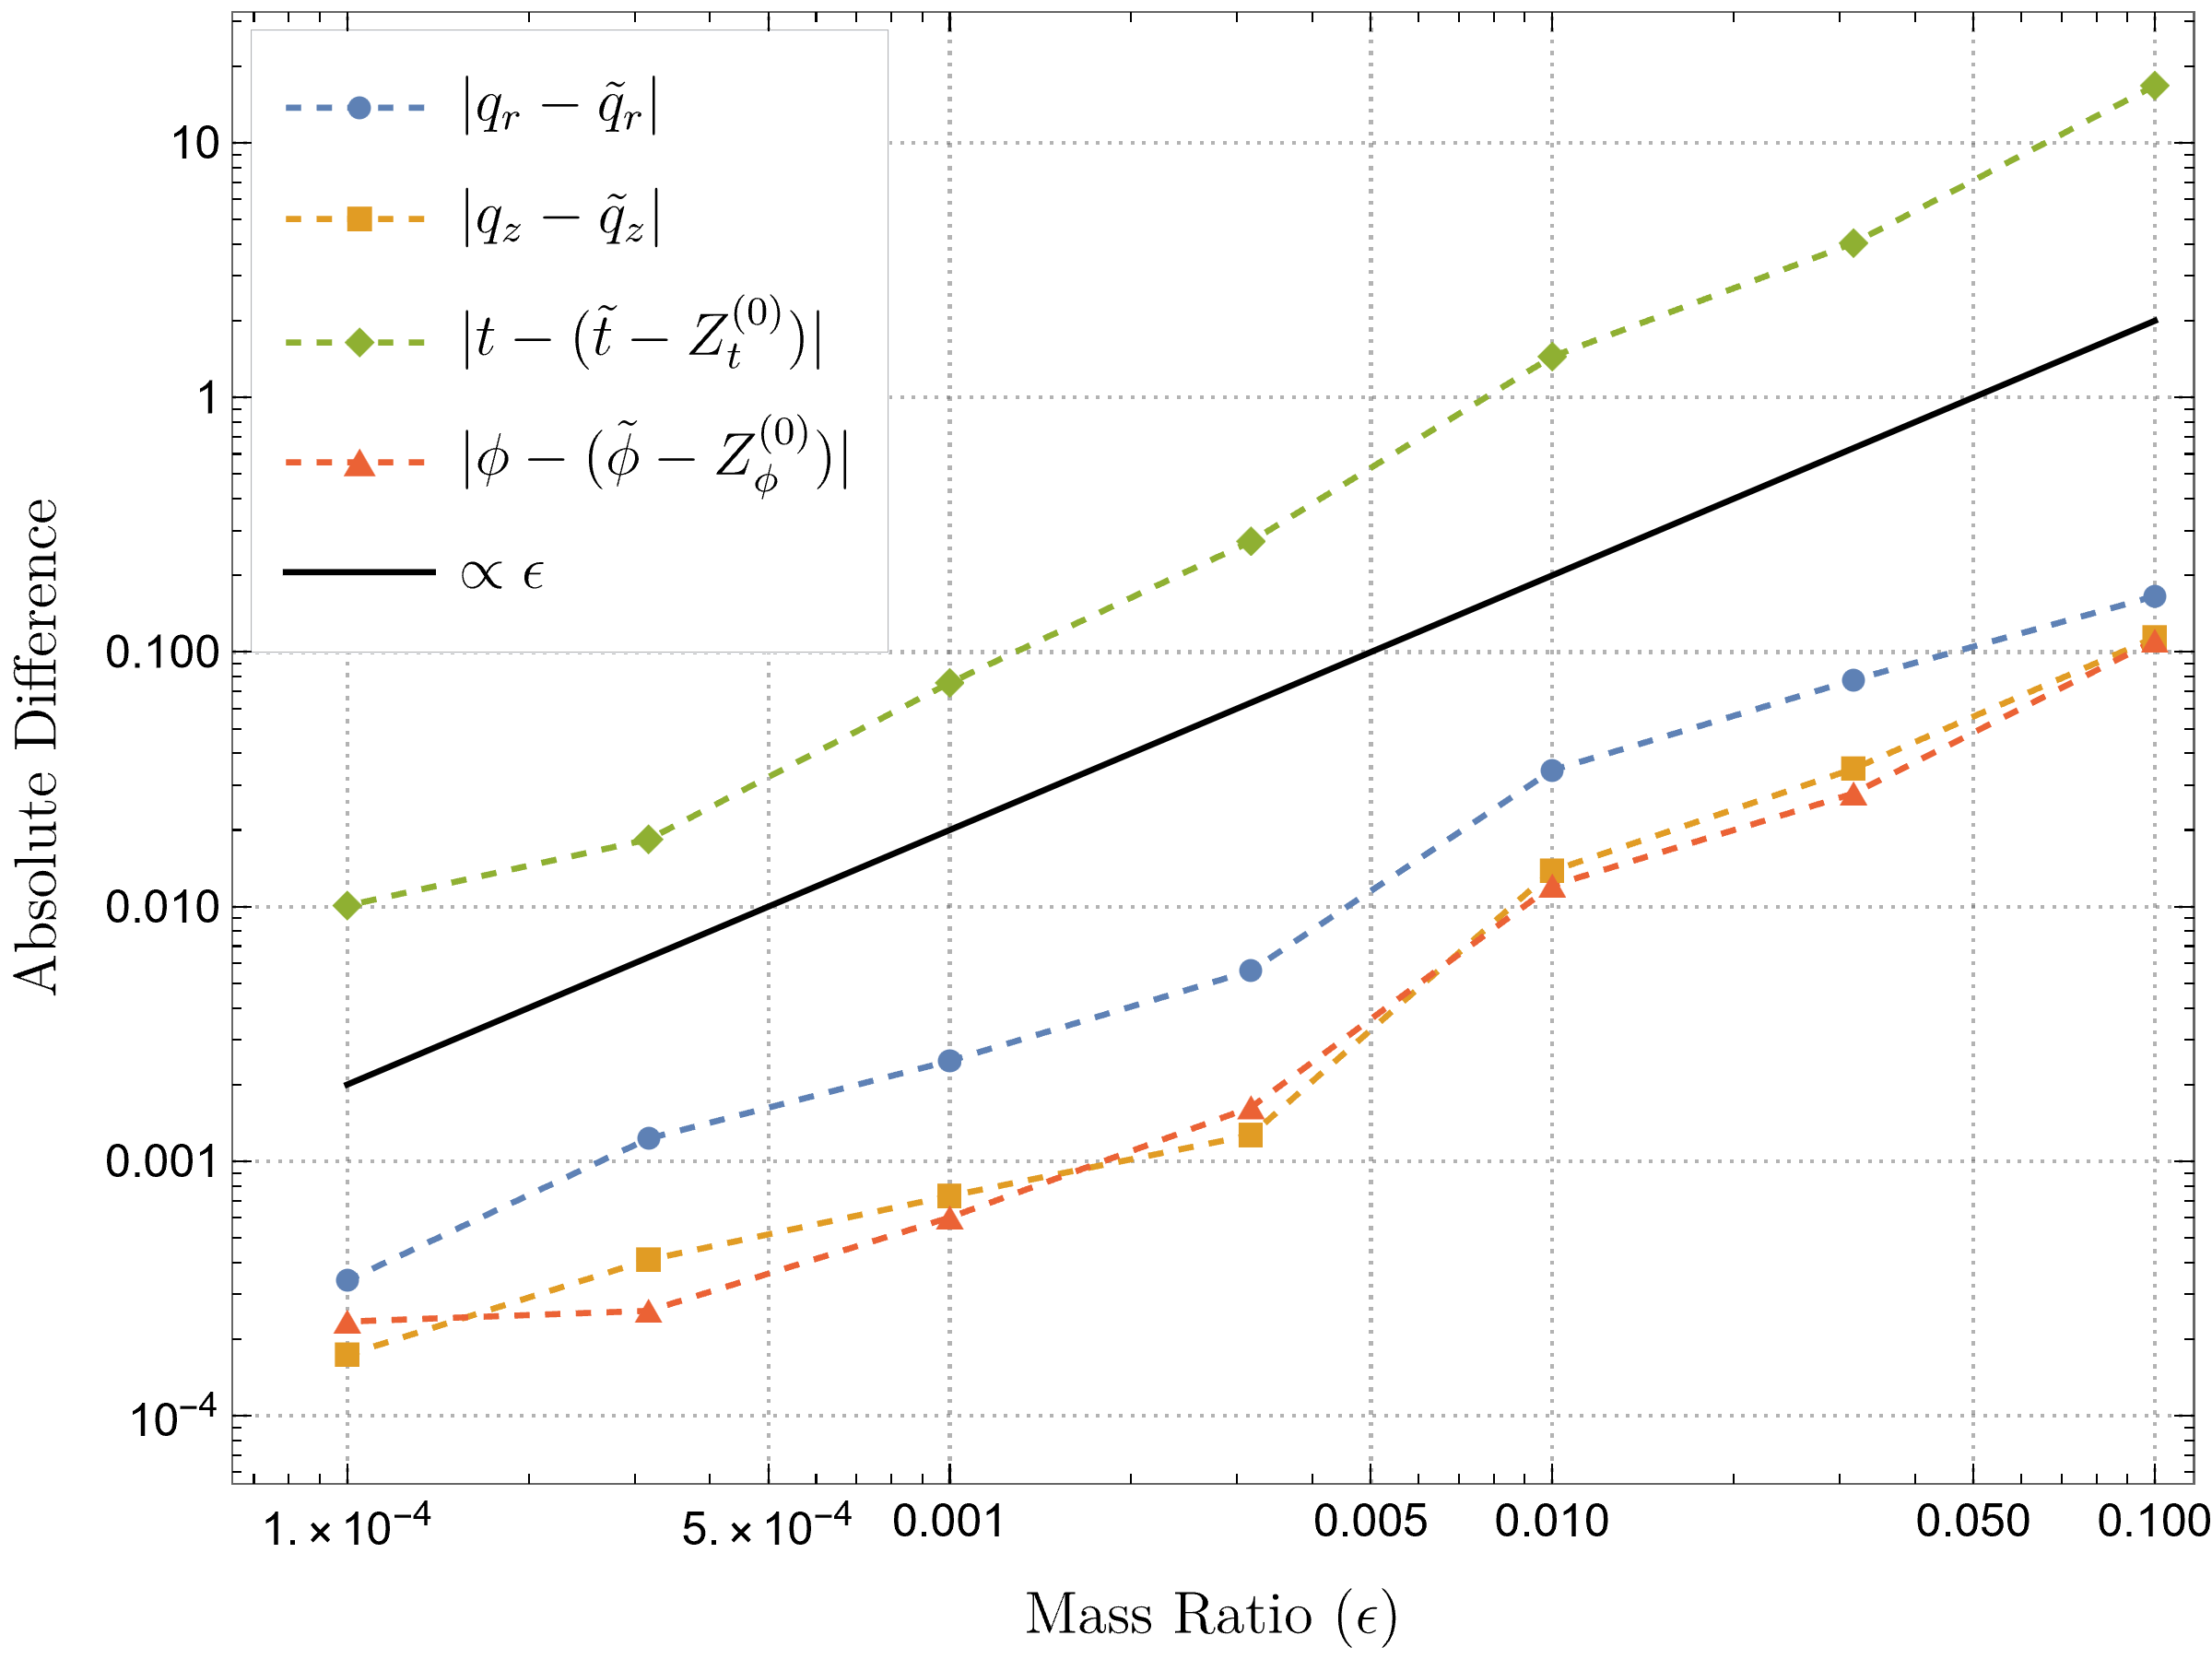 |q_r − q̃_r|
|q_z − q̃_z|
|t − (t̃ − Z_t^{(0)})|
|ϕ − (ϕ̃ − Z_ϕ^{(0)})|
∝ ϵ
Absolute Difference
10
1
0.100
0.010
0.001
10⁻⁴
1.×10⁻⁴ 5.×10⁻⁴ 0.001 0.005 0.010 0.050 0.100
Mass Ratio (ϵ)